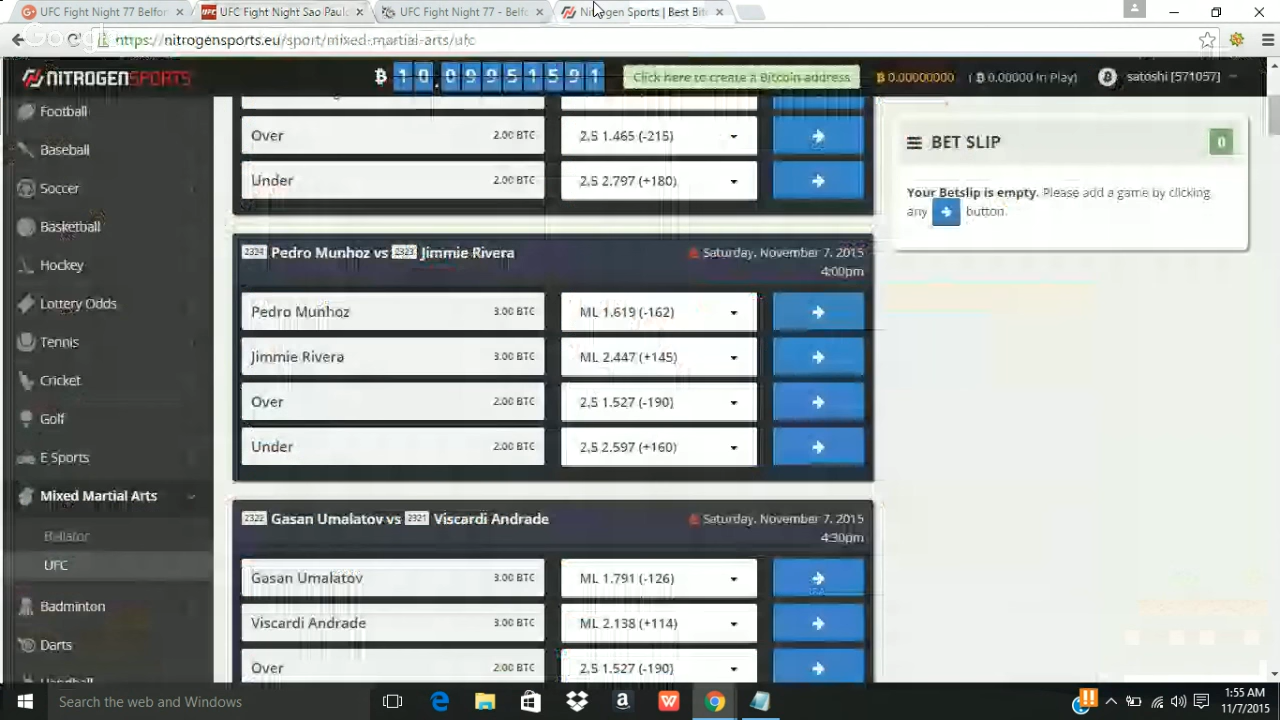 UFC Fight Night 77 Belfor × UFC Fight Night Sao Paulo × UFC Fight Night 77 - Belfo × Nitrogen Sports | Best Bit ×
https://nitrogensports.eu/sport/mixed-martial-arts/ufc
NITROGENSPORTS
10.09951591
Click here to create a Bitcoin address
0.00000000 ( 0.00000 In Play)
satoshi [571057]
Football
Baseball
Soccer
Basketball
Hockey
Lottery Odds
Tennis
Cricket
Golf
E Sports
Mixed Martial Arts
Bellator
UFC
Badminton
Darts
Handball
Over 2.00 BTC 2.5 1.465 (-215)
Under 2.00 BTC 2.5 2.797 (+180)
2324 Pedro Munhoz vs 2323 Jimmie Rivera Saturday, November 7, 2015
4:00pm
Pedro Munhoz 3.00 BTC ML 1.619 (-162)
Jimmie Rivera 3.00 BTC ML 2.447 (+145)
Over 2.00 BTC 2.5 1.527 (-190)
Under 2.00 BTC 2.5 2.597 (+160)
2322 Gasan Umalatov vs 2321 Viscardi Andrade Saturday, November 7, 2015
4:30pm
Gasan Umalatov 3.00 BTC ML 1.791 (-126)
Viscardi Andrade 3.00 BTC ML 2.138 (+114)
Over 2.00 BTC 2.5 1.527 (-190)
BET SLIP 0
Your Betslip is empty. Please add a game by clicking
any button.
Search the web and Windows
1:55 AM
11/7/2015